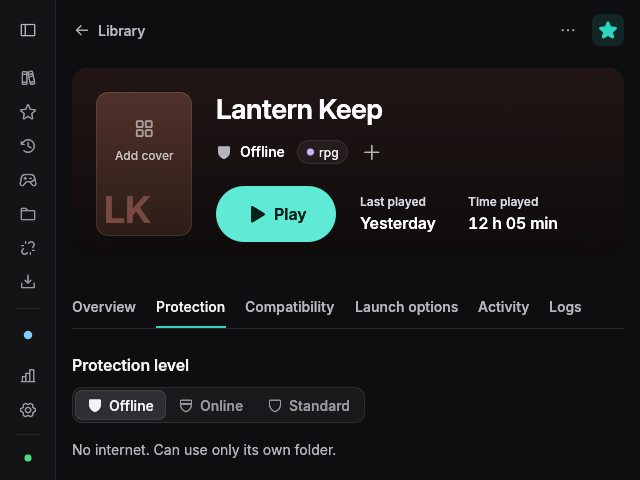 Library
Add cover
LK
Lantern Keep
Offline
rpg
Play
Last played
Yesterday
Time played
12 h 05 min
Overview Protection Compatibility Launch options Activity Logs
Protection level
Offline Online Standard
No internet. Can use only its own folder.